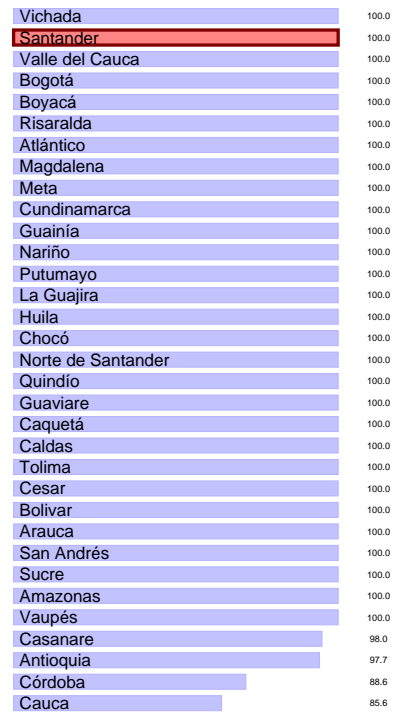 Vichada 100.0
Santander 100.0
Valle del Cauca 100.0
Bogotá 100.0
Boyacá 100.0
Risaralda 100.0
Atlántico 100.0
Magdalena 100.0
Meta 100.0
Cundinamarca 100.0
Guainía 100.0
Nariño 100.0
Putumayo 100.0
La Guajira 100.0
Huila 100.0
Chocó 100.0
Norte de Santander 100.0
Quindío 100.0
Guaviare 100.0
Caquetá 100.0
Caldas 100.0
Tolima 100.0
Cesar 100.0
Bolivar 100.0
Arauca 100.0
San Andrés 100.0
Sucre 100.0
Amazonas 100.0
Vaupés 100.0
Casanare 98.0
Antioquia 97.7
Córdoba 88.6
Cauca 85.6